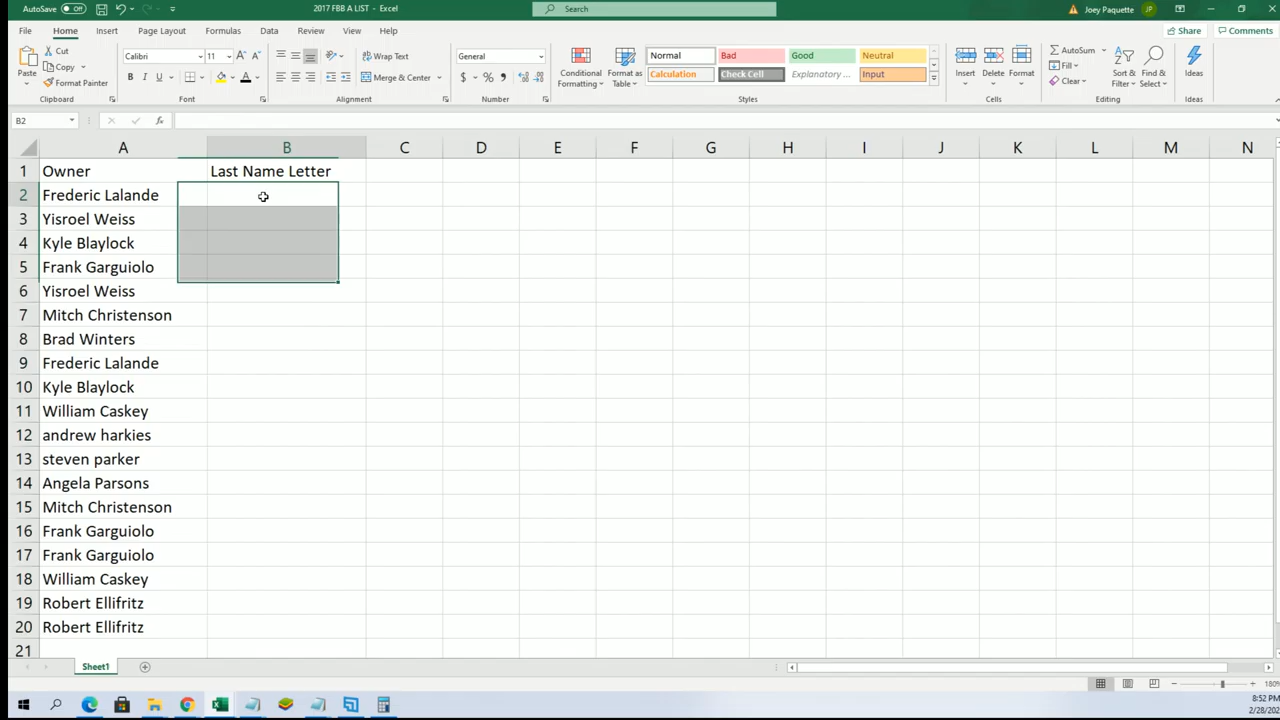 AutoSave Off 2017 FBB A LIST - Excel Search Joey Paquette JP
File Home Insert Page Layout Formulas Data Review View Help Share Comments
Cut
Copy
Paste
Format Painter
Clipboard
Calibri 11
B I U
Font
Wrap Text
Merge & Center
Alignment
General
$ % ,
Number
Conditional Formatting
Format as Table
Normal Bad Good Neutral
Calculation Check Cell Explanatory ... Input
Styles
Insert Delete Format
Cells
AutoSum
Fill
Clear
Sort & Filter
Find & Select
Editing
Ideas
Ideas
B2 fx
A B C D E F G H I J K L M N
1 Owner Last Name Letter
2 Frederic Lalande
3 Yisroel Weiss
4 Kyle Blaylock
5 Frank Garguiolo
6 Yisroel Weiss
7 Mitch Christenson
8 Brad Winters
9 Frederic Lalande
10 Kyle Blaylock
11 William Caskey
12 andrew harkies
13 steven parker
14 Angela Parsons
15 Mitch Christenson
16 Frank Garguiolo
17 Frank Garguiolo
18 William Caskey
19 Robert Ellifritz
20 Robert Ellifritz
21
Sheet1
180%
8:52 PM
2/28/202